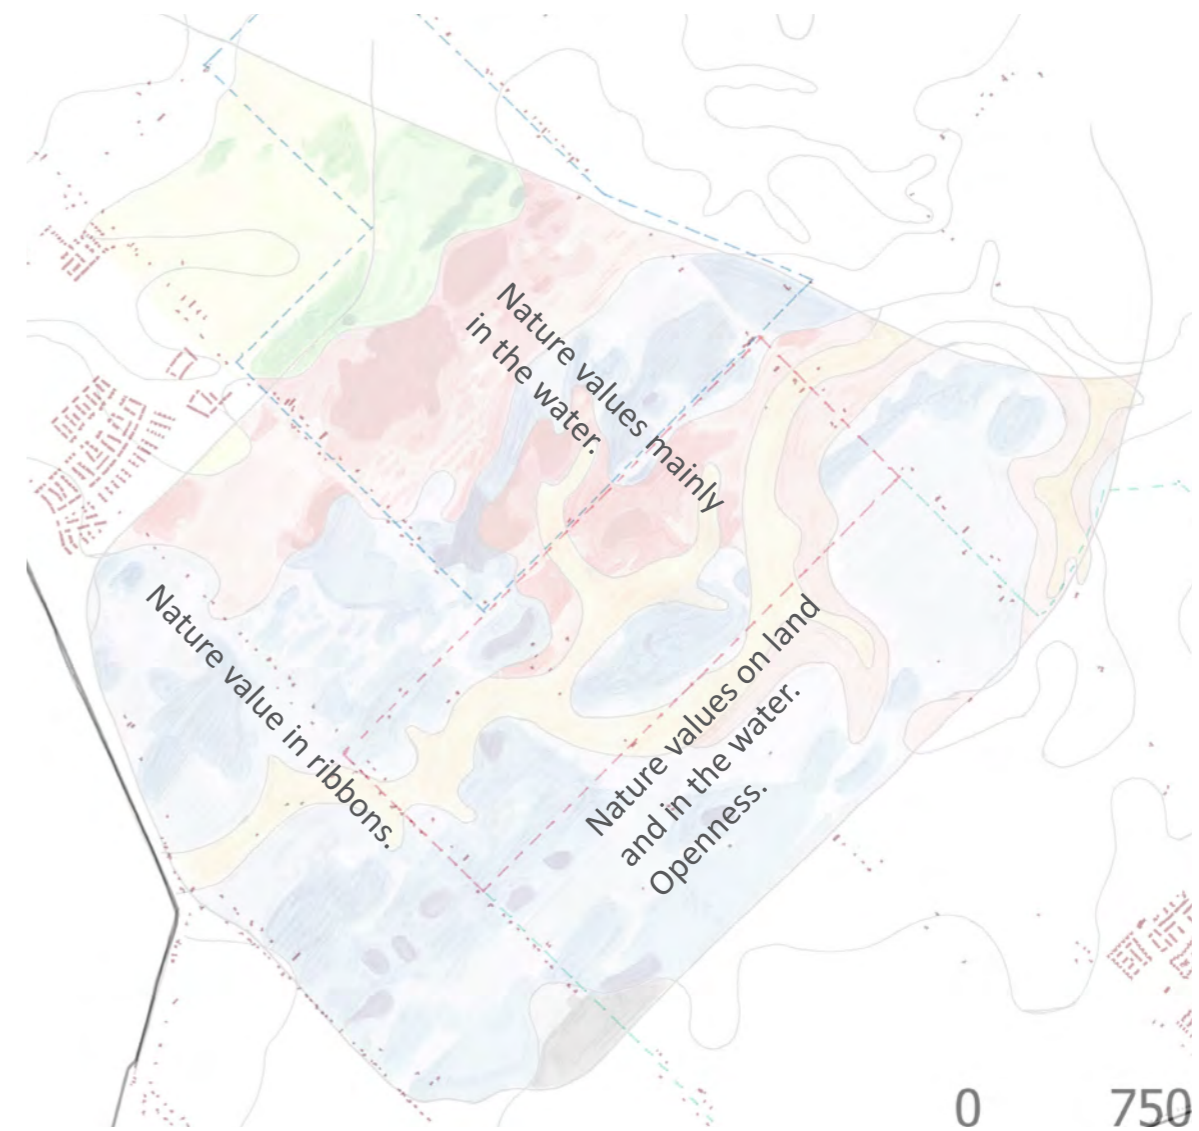 Nature values mainly
in the water.
Nature value in ribbons.
Nature values on land
and in the water.
Openness.
0 750